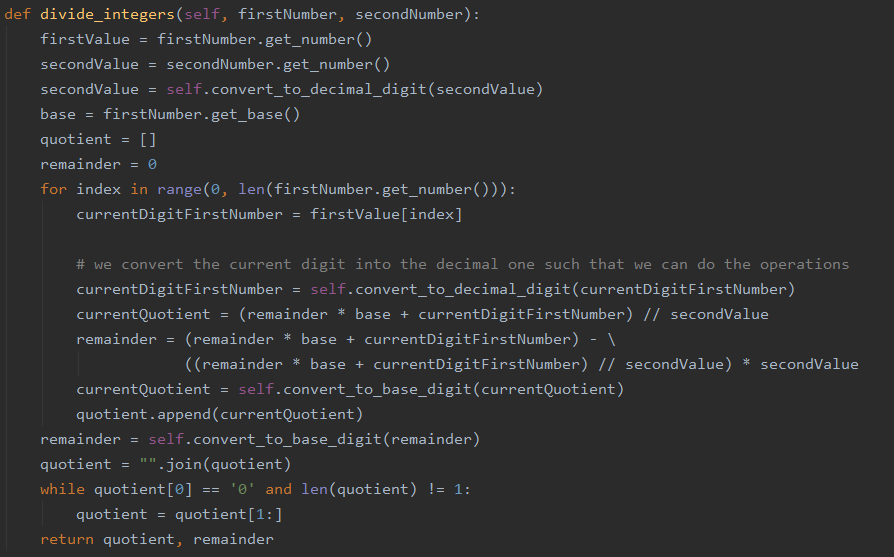 def divide_integers(self, firstNumber, secondNumber):
    firstValue = firstNumber.get_number()
    secondValue = secondNumber.get_number()
    secondValue = self.convert_to_decimal_digit(secondValue)
    base = firstNumber.get_base()
    quotient = []
    remainder = 0
    for index in range(0, len(firstNumber.get_number())):
        currentDigitFirstNumber = firstValue[index]

        # we convert the current digit into the decimal one such that we can do the operations
        currentDigitFirstNumber = self.convert_to_decimal_digit(currentDigitFirstNumber)
        currentQuotient = (remainder * base + currentDigitFirstNumber) // secondValue
        remainder = (remainder * base + currentDigitFirstNumber) - \
                    ((remainder * base + currentDigitFirstNumber) // secondValue) * secondValue
        currentQuotient = self.convert_to_base_digit(currentQuotient)
        quotient.append(currentQuotient)
    remainder = self.convert_to_base_digit(remainder)
    quotient = "".join(quotient)
    while quotient[0] == '0' and len(quotient) != 1:
        quotient = quotient[1:]
    return quotient, remainder